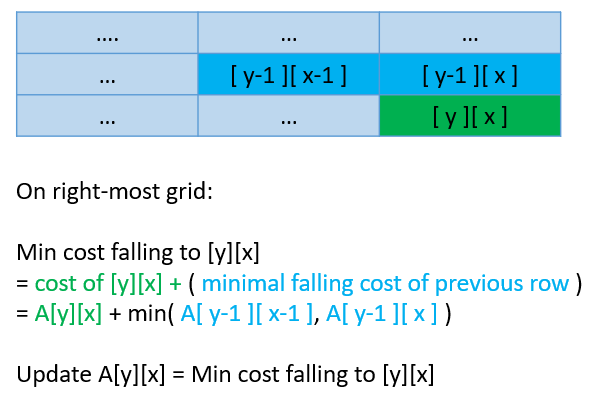 .... ... ...
... [ y-1 ][ x-1 ] [ y-1 ][ x ]
... ... [ y ][ x ]
On right-most grid:
Min cost falling to [y][x]
= cost of [y][x] + ( minimal falling cost of previous row )
= A[y][x] + min( A[ y-1 ][ x-1 ], A[ y-1 ][ x ] )
Update A[y][x] = Min cost falling to [y][x]